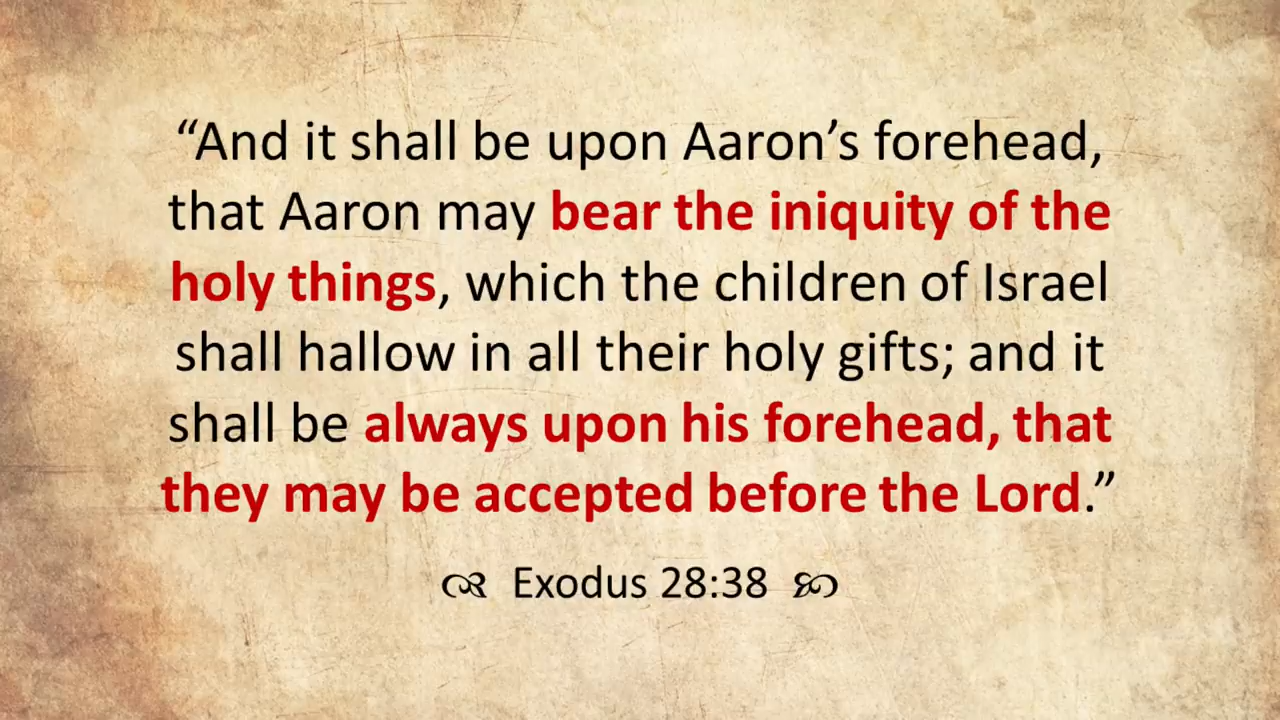 “And it shall be upon Aaron’s forehead,
that Aaron may bear the iniquity of the
holy things, which the children of Israel
shall hallow in all their holy gifts; and it
shall be always upon his forehead, that
they may be accepted before the Lord.”
Exodus 28:38